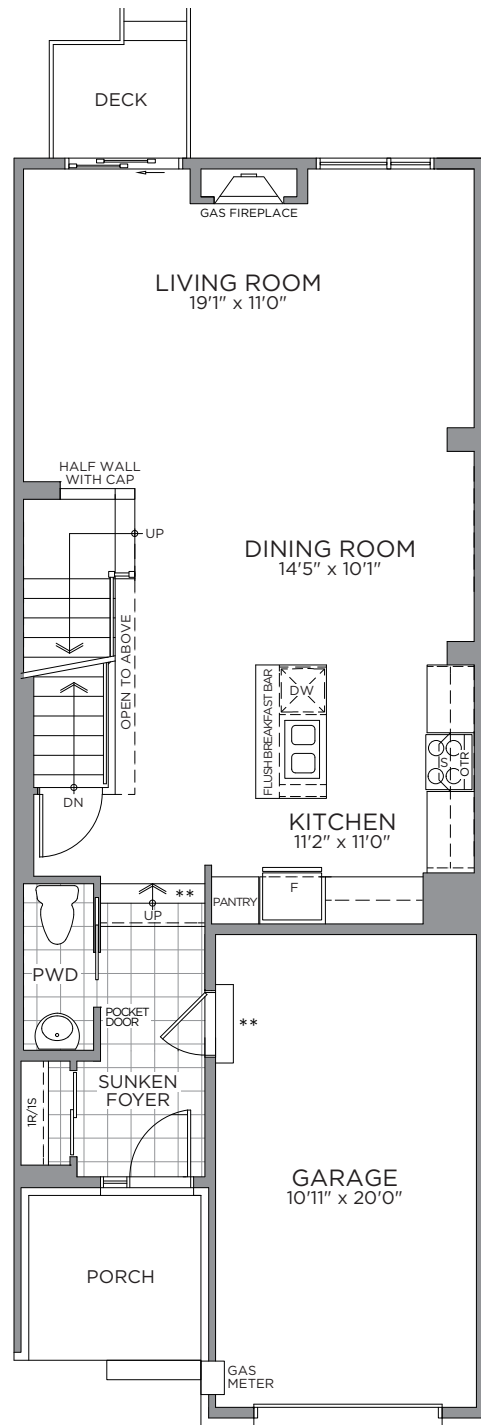 DECK
GAS FIREPLACE
LIVING ROOM
19'1" x 11'0"
HALF WALL
WITH CAP
UP
DINING ROOM
14'5" x 10'1"
OPEN TO ABOVE
FLUSH BREAKFAST BAR
DW
S
OTR
DN
KITCHEN
11'2" x 11'0"
UP
**
PANTRY
F
PWD
POCKET
DOOR
**
SUNKEN
FOYER
1R/1S
GARAGE
10'11" x 20'0"
PORCH
GAS
METER